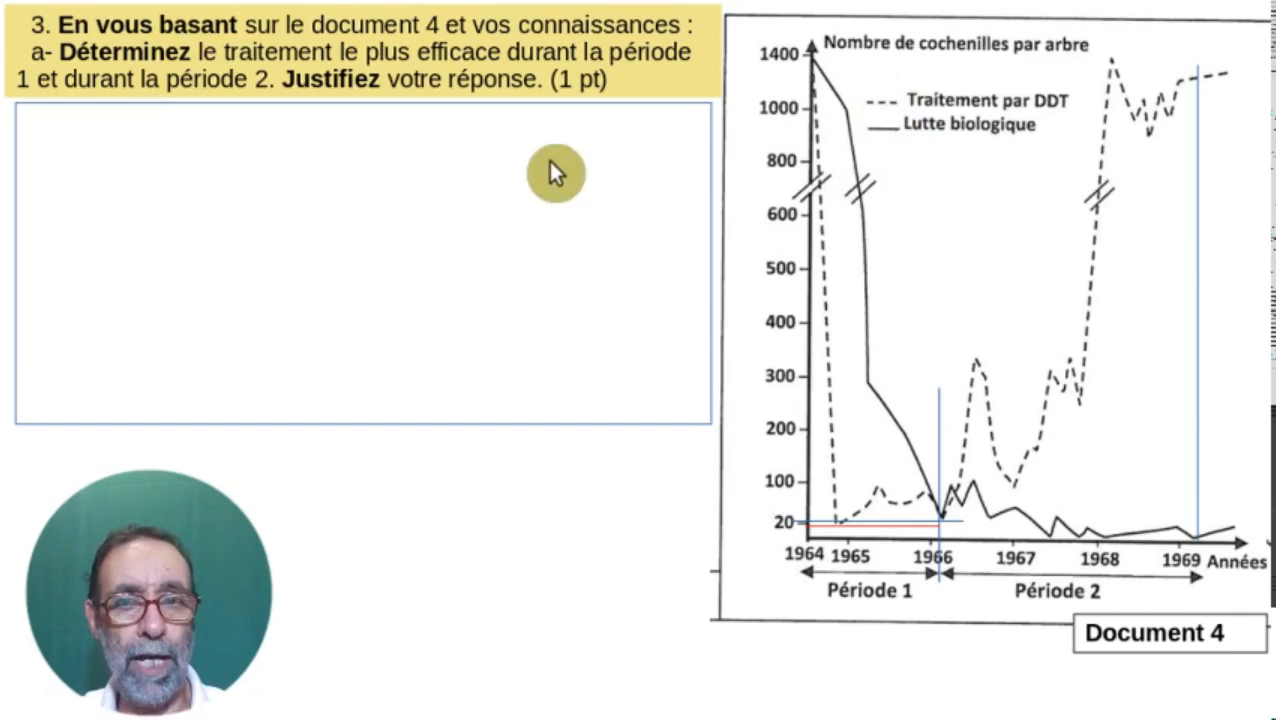 3. En vous basant sur le document 4 et vos connaissances :
a- Déterminez le traitement le plus efficace durant la période
1 et durant la période 2. Justifiez votre réponse. (1 pt)
Nombre de cochenilles par arbre
Traitement par DDT
Lutte biologique
1400
1000
800
600
500
400
300
200
100
20
1964 1965 1966 1967 1968 1969 Années
Période 1 Période 2
Document 4